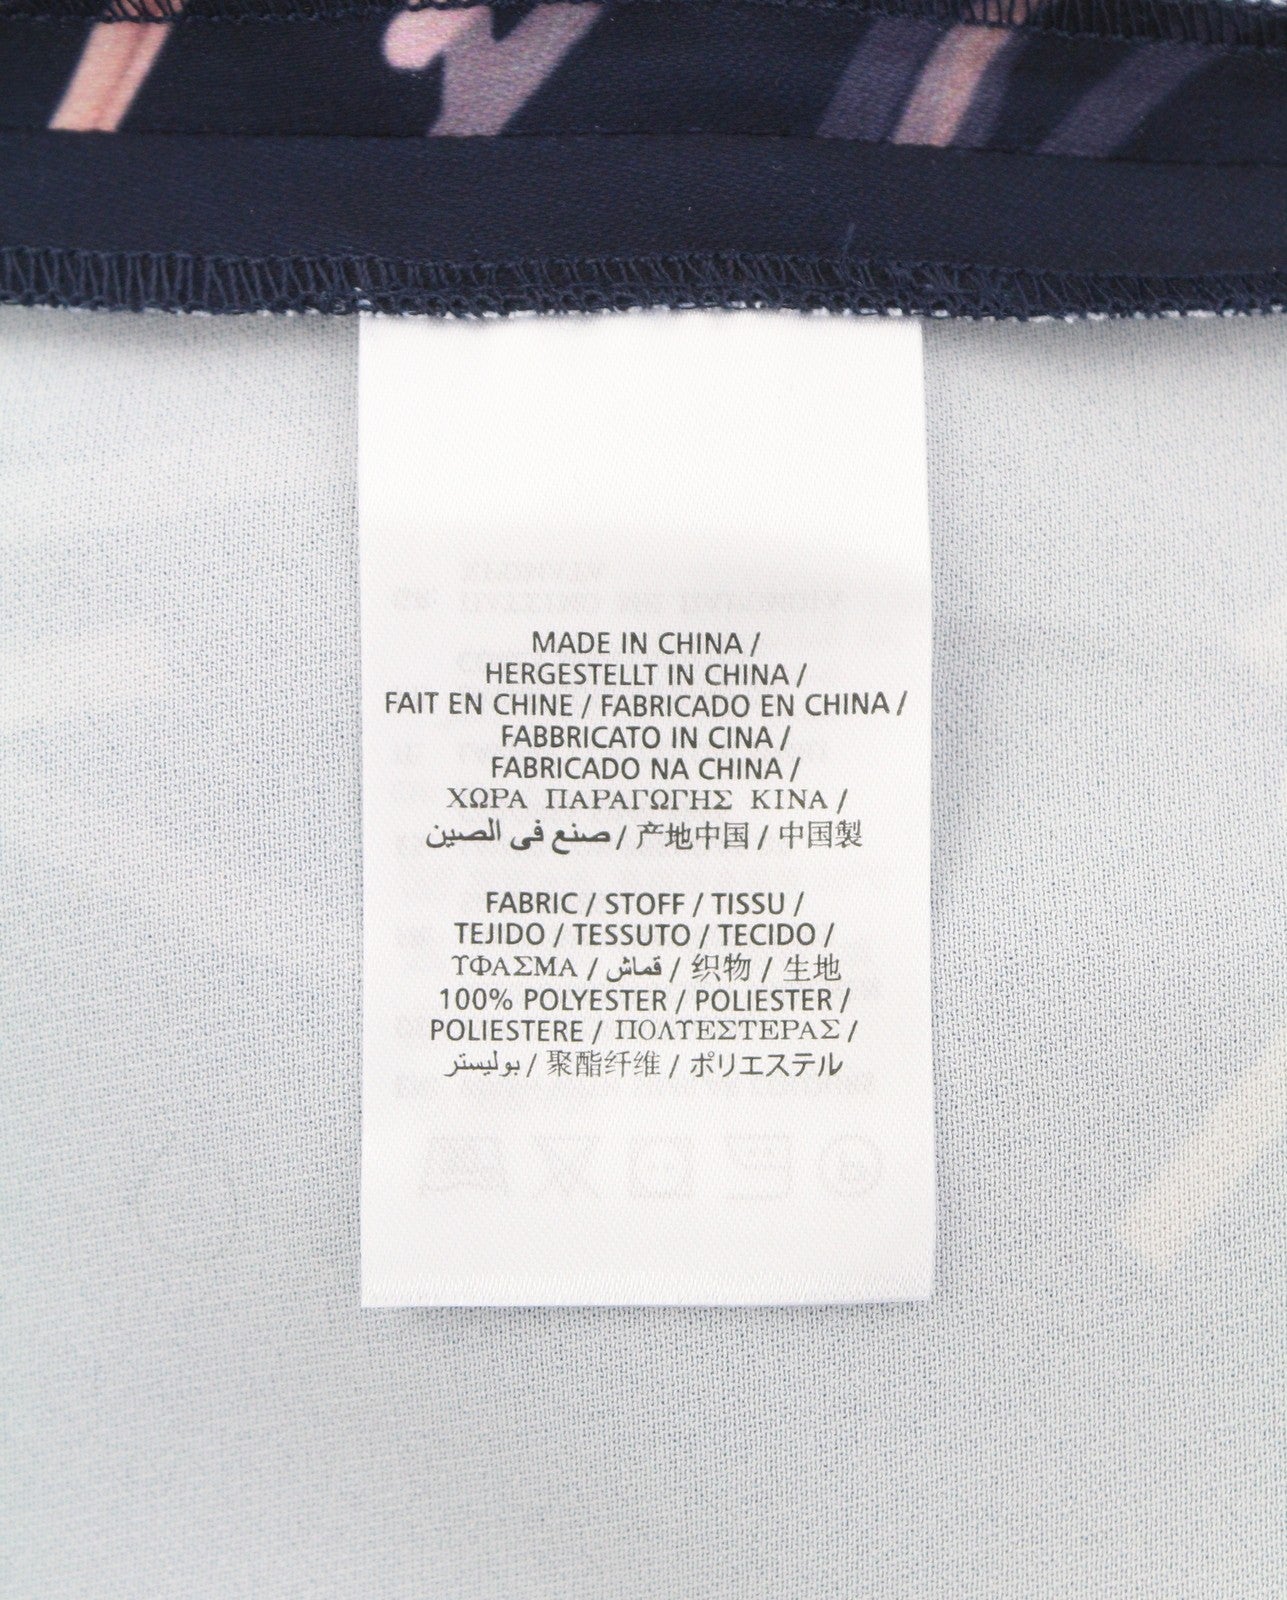 MADE IN CHINA /
HERGESTELLT IN CHINA /
FAIT EN CHINE / FABRICADO EN CHINA /
FABBRICATO IN CINA /
FABRICADO NA CHINA /
ΧΩΡΑ ΠΑΡΑΓΩΓΗΣ ΚΙΝΑ /
صنع فى الصين / 产地中国 / 中国製
FABRIC / STOFF / TISSU /
TEJIDO / TESSUTO / TECIDO /
ΥΦΑΣΜΑ / قماش / 织物 / 生地
100% POLYESTER / POLIESTER /
POLIESTERE / ΠΟΛΥΕΣΤΕΡΑΣ /
بوليستر / 聚酯纤维 / ポリエステル